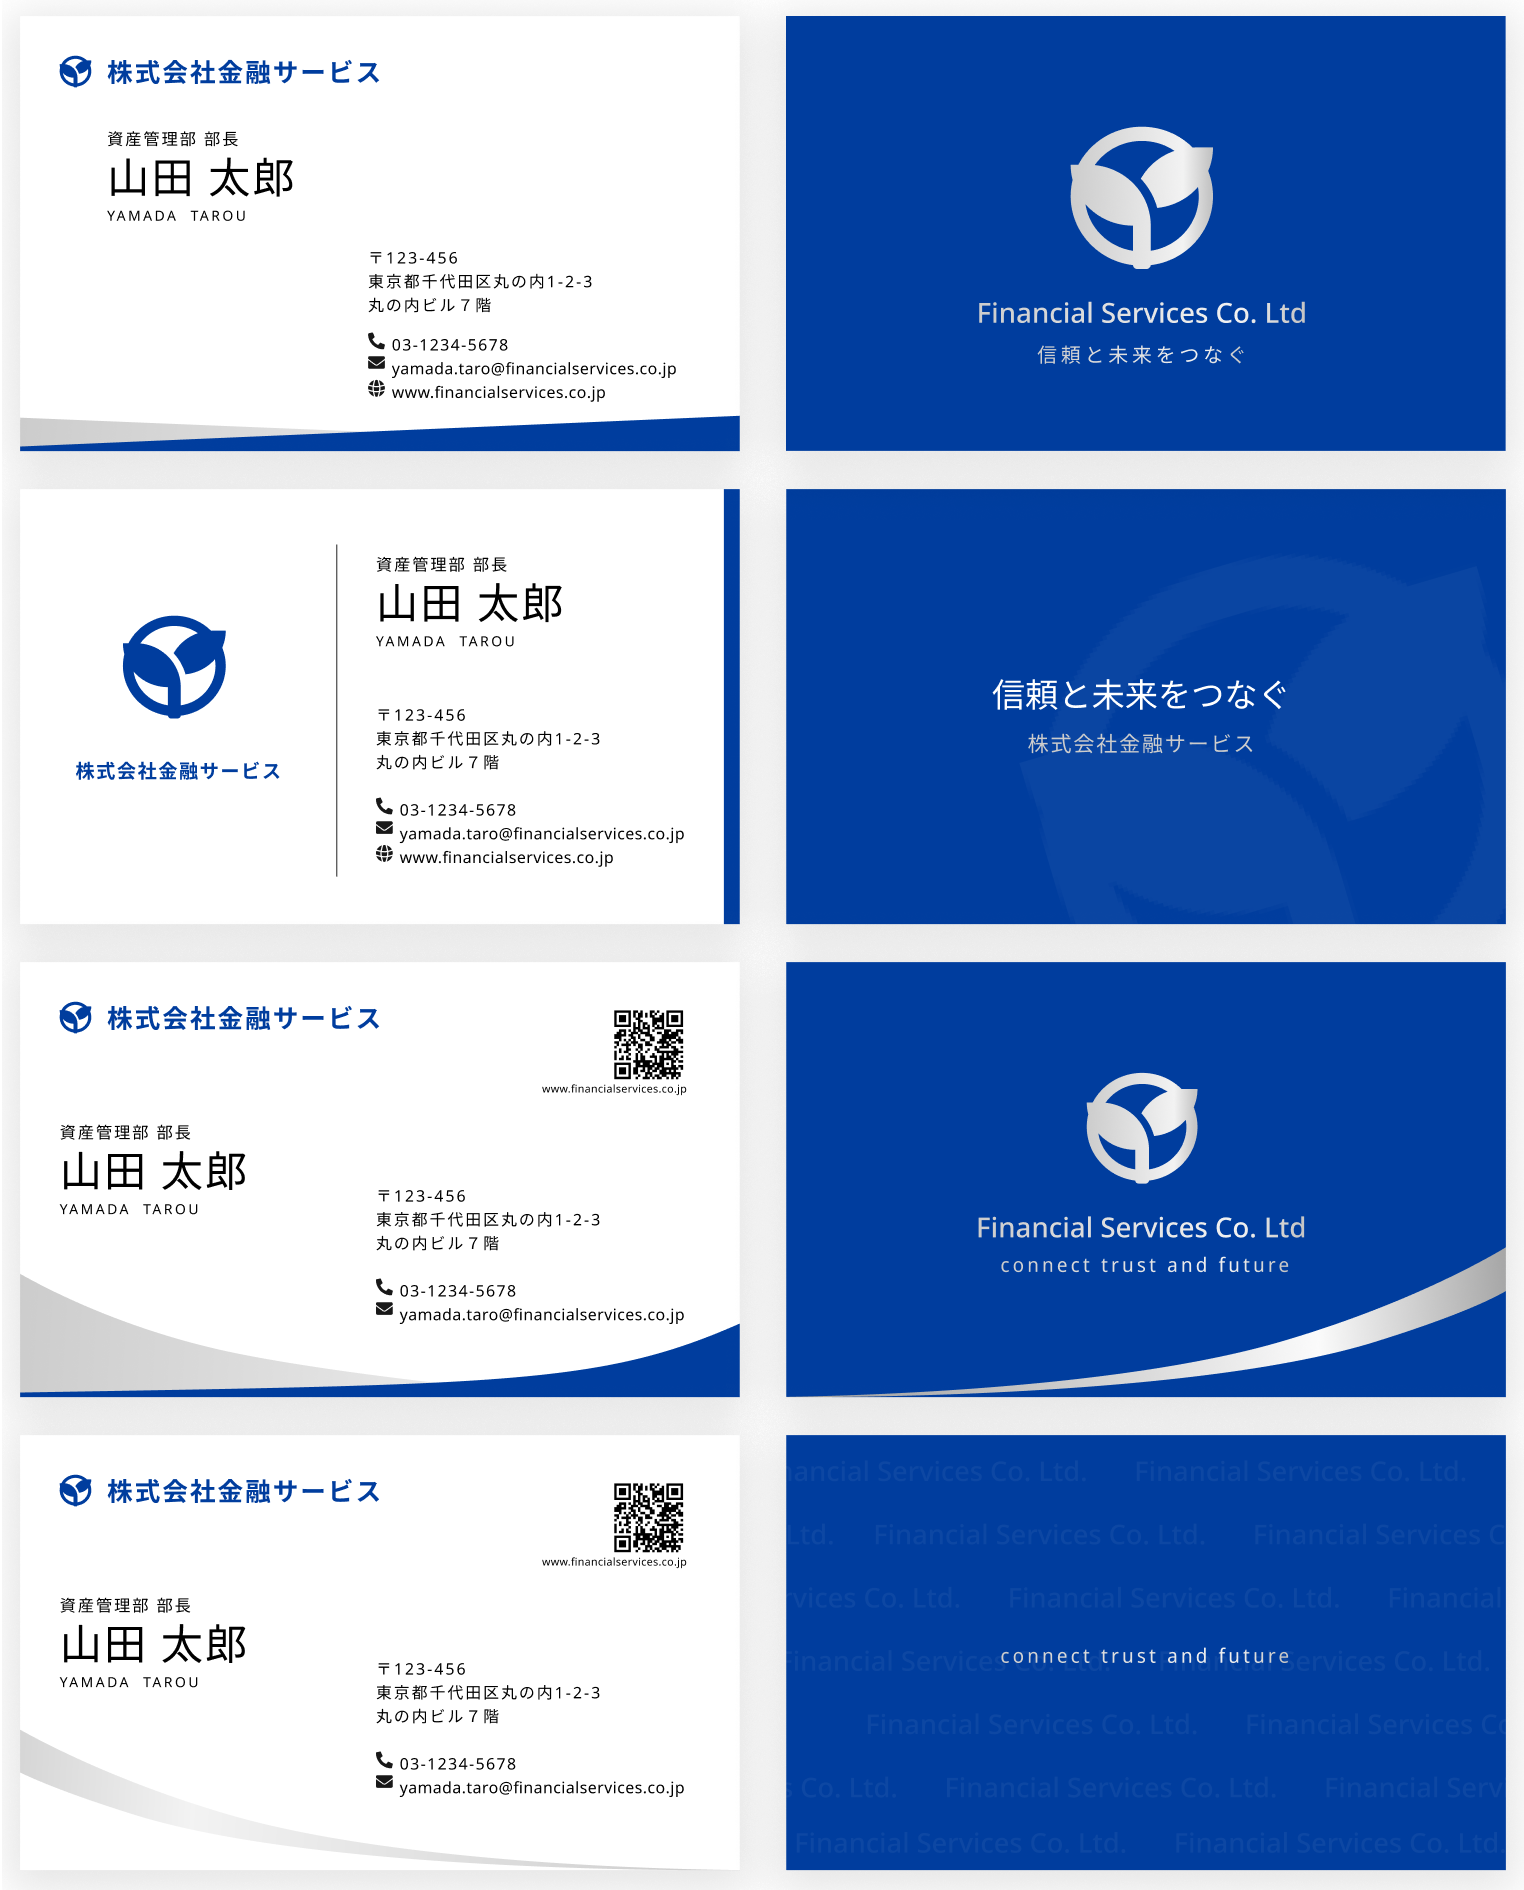 株式会社金融サービス
資産管理部 部長
山田 太郎
YAMADA TAROU
〒123-456
東京都千代田区丸の内1-2-3
丸の内ビル７階
03-1234-5678
yamada.taro@financialservices.co.jp
www.financialservices.co.jp
Financial Services Co. Ltd
信頼と未来をつなぐ
株式会社金融サービス
資産管理部 部長
山田 太郎
YAMADA TAROU
〒123-456
東京都千代田区丸の内1-2-3
丸の内ビル７階
03-1234-5678
yamada.taro@financialservices.co.jp
www.financialservices.co.jp
信頼と未来をつなぐ
株式会社金融サービス
株式会社金融サービス
www.financialservices.co.jp
資産管理部 部長
山田 太郎
YAMADA TAROU
〒123-456
東京都千代田区丸の内1-2-3
丸の内ビル７階
03-1234-5678
yamada.taro@financialservices.co.jp
Financial Services Co. Ltd
connect trust and future
株式会社金融サービス
www.financialservices.co.jp
資産管理部 部長
山田 太郎
YAMADA TAROU
〒123-456
東京都千代田区丸の内1-2-3
丸の内ビル７階
03-1234-5678
yamada.taro@financialservices.co.jp
nancial Services Co. Ltd. Financial Services Co. Ltd.
Ltd. Financial Services Co. Ltd. Financial Services C
rvices Co. Ltd. Financial Services Co. Ltd. Financial
connect trust and future
Financial Services Co. Ltd. Financial Services Co. Ltd.
Financial Services Co. Ltd. Financial Services Co
s Co. Ltd. Financial Services Co. Ltd. Financial Serv
Financial Services Co. Ltd. Financial Services Co. Ltd.